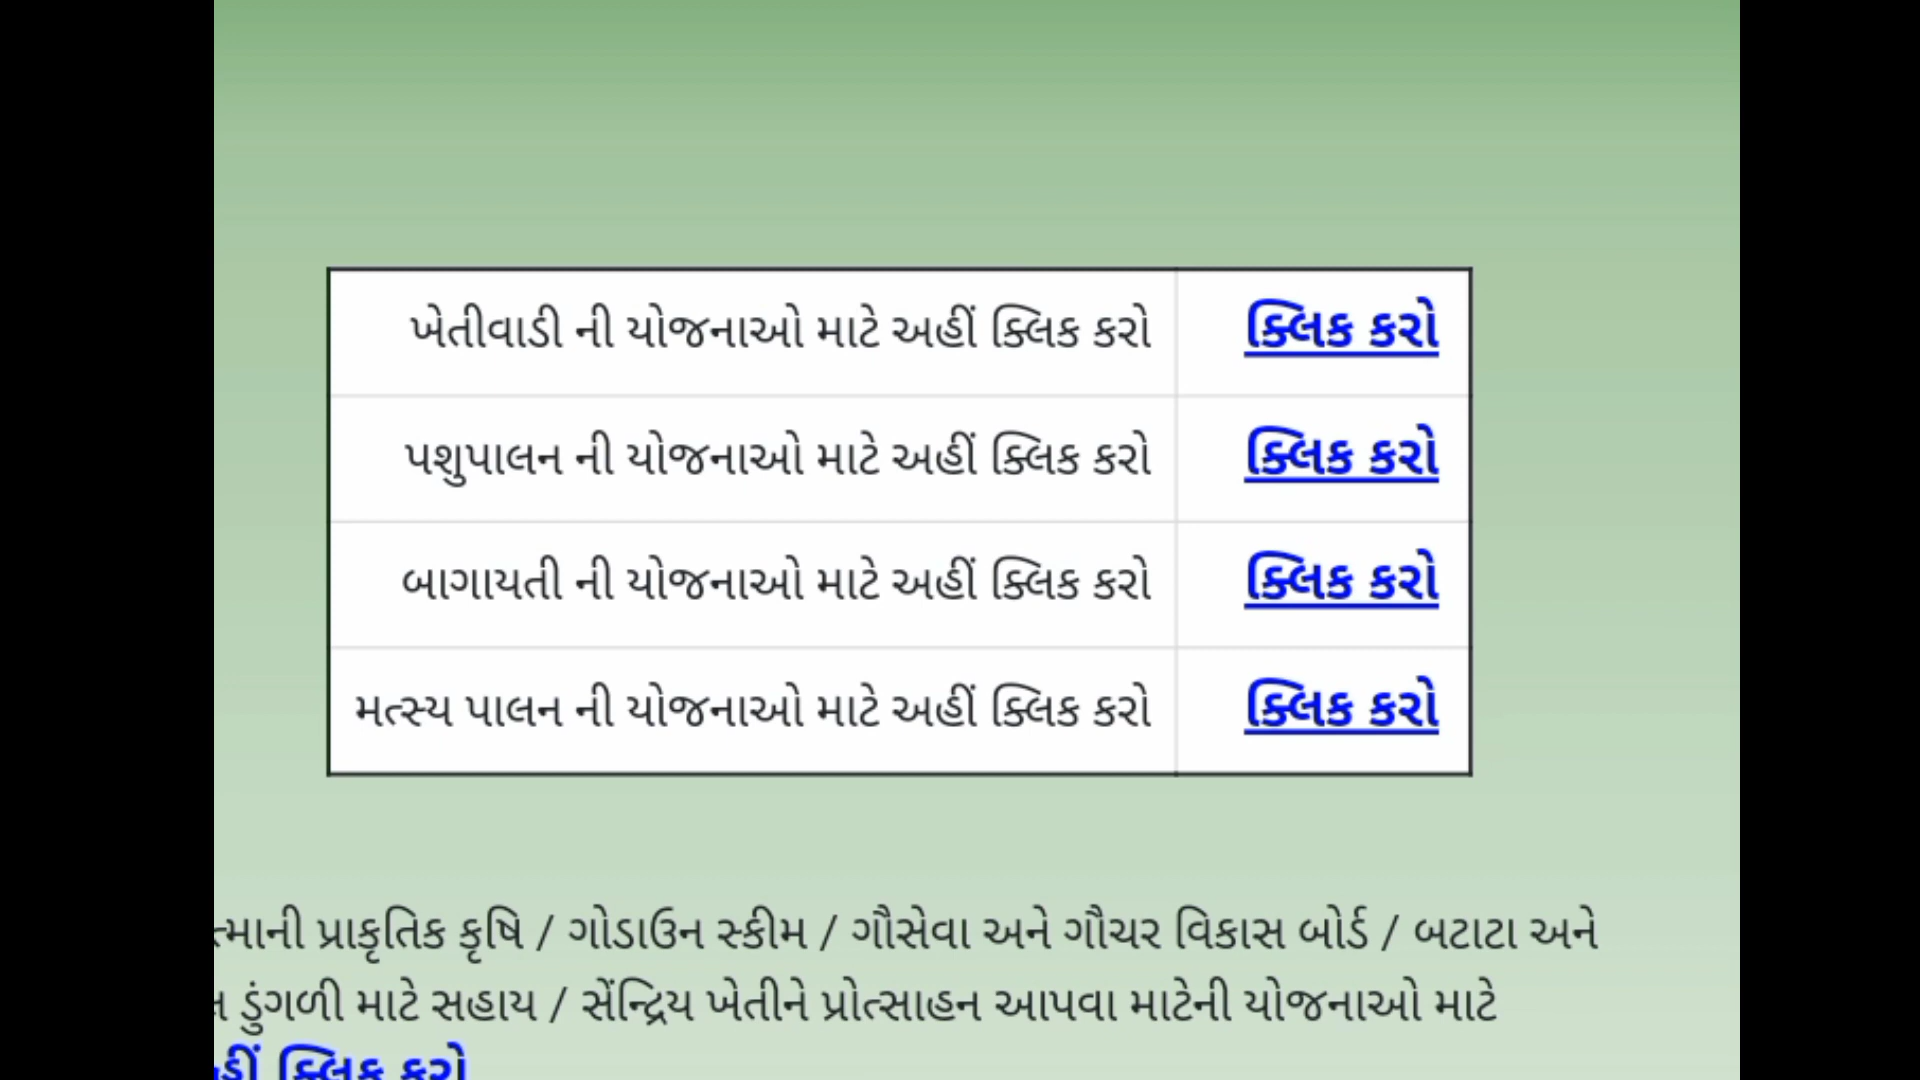 ખેતીવાડી ની યોજનાઓ માટે અહીં ક્લિક કરો ક્લિક કરો
પશુપાલન ની યોજનાઓ માટે અહીં ક્લિક કરો ક્લિક કરો
બાગાયતી ની યોજનાઓ માટે અહીં ક્લિક કરો ક્લિક કરો
મત્સ્ય પાલન ની યોજનાઓ માટે અહીં ક્લિક કરો ક્લિક કરો
પ્રાકૃતિક કૃષિ / ગોડાઉન સ્કીમ / ગૌસેવા અને ગૌચર વિકાસ બોર્ડ / બટાટા અને
ડુંગળી માટે સહાય / સેંન્દ્રિય ખેતીને પ્રોત્સાહન આપવા માટેની યોજનાઓ માટે
ક્લિક કરો